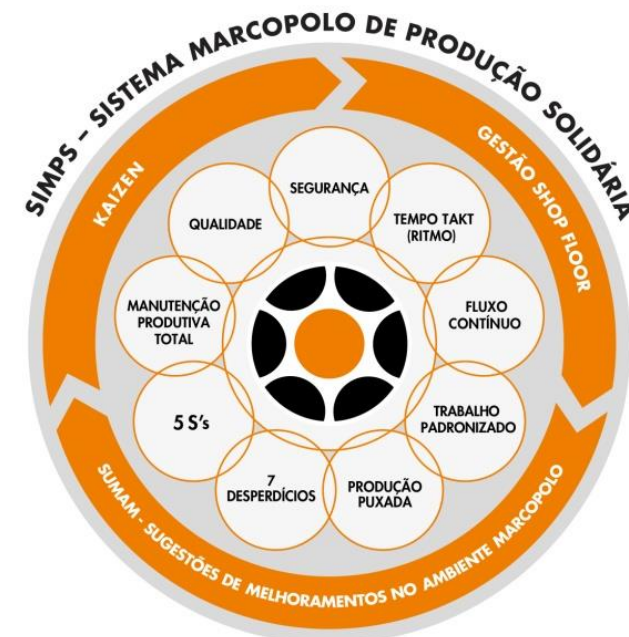 SIMPS – SISTEMA MARCOPOLO DE PRODUÇÃO SOLIDÁRIA
KAIZEN
GESTÃO SHOP FLOOR
SEGURANÇA
TEMPO TAKT
(RITMO)
FLUXO
CONTÍNUO
TRABALHO
PADRONIZADO
PRODUÇÃO
PUXADA
7
DESPERDÍCIOS
5 S's
MANUTENÇÃO
PRODUTIVA
TOTAL
QUALIDADE
SUMAM - SUGESTÕES DE MELHORAMENTOS NO AMBIENTE MARCOPOLO